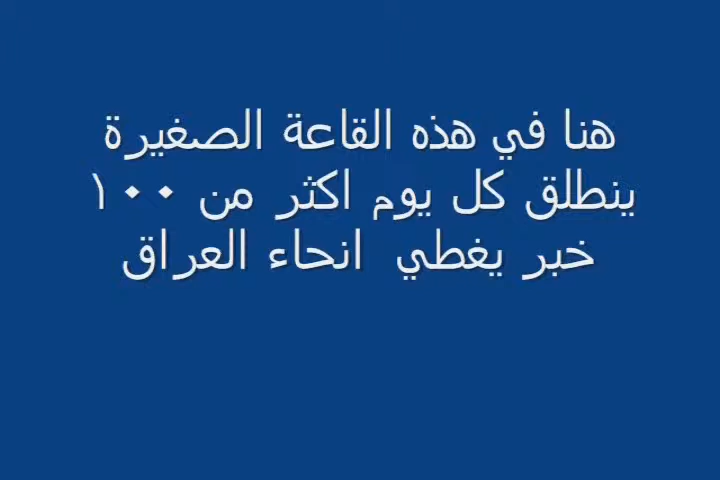 هنا في هذه القاعة الصغيرة
ينطلق كل يوم اكثر من ١٠٠
خبر يغطي انحاء العراق